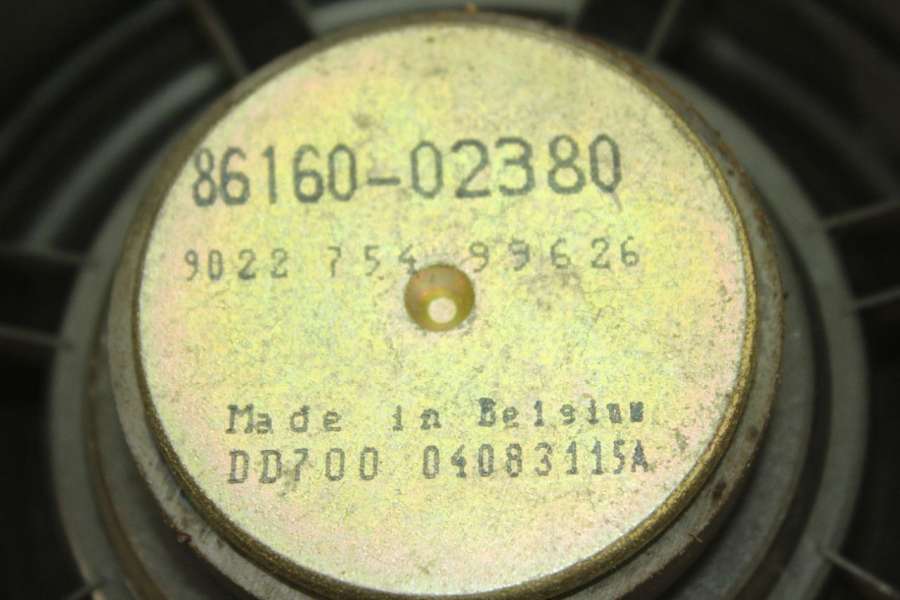 86160-02380
9022 754 99626
Made in Belgium
DD700 04083115A